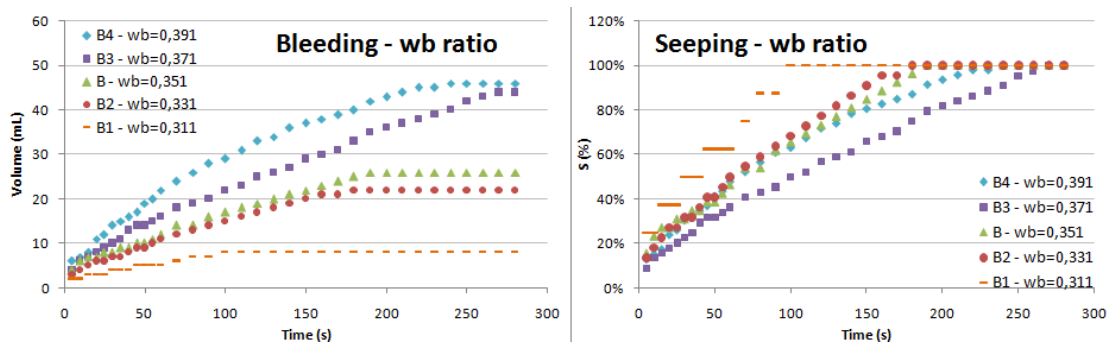 Bleeding - wb ratio
B4 - wb=0,391
B3 - wb=0,371
B - wb=0,351
B2 - wb=0,331
B1 - wb=0,311
Volume (mL)
60
50
40
30
20
10
0
0 50 100 150 200 250 300
Time (s)
Seeping - wb ratio
S (%)
120%
100%
80%
60%
40%
20%
0%
B4 - wb=0,391
B3 - wb=0,371
B - wb=0,351
B2 - wb=0,331
B1 - wb=0,311
0 50 100 150 200 250 300
Time (s)